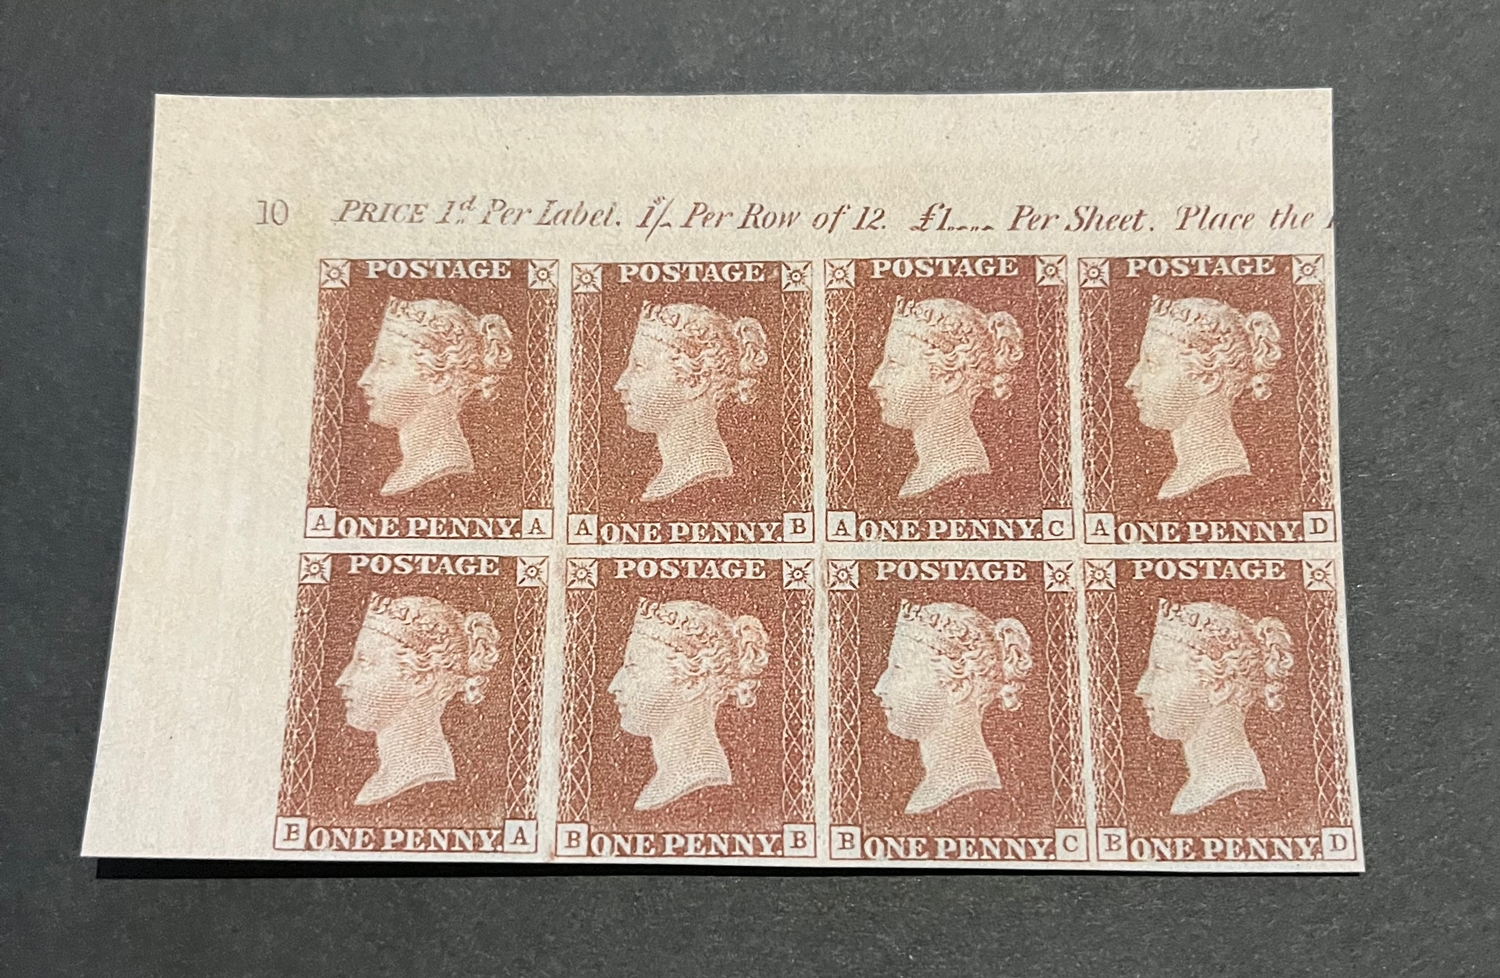 10 PRICE 1d. Per Label. 1/- Per Row of 12. £1.... Per Sheet. Place the
POSTAGE POSTAGE POSTAGE POSTAGE
A ONE PENNY. A A ONE PENNY. B A ONE PENNY. C A ONE PENNY. D
POSTAGE POSTAGE POSTAGE POSTAGE
B ONE PENNY. A B ONE PENNY. B B ONE PENNY. C B ONE PENNY. D